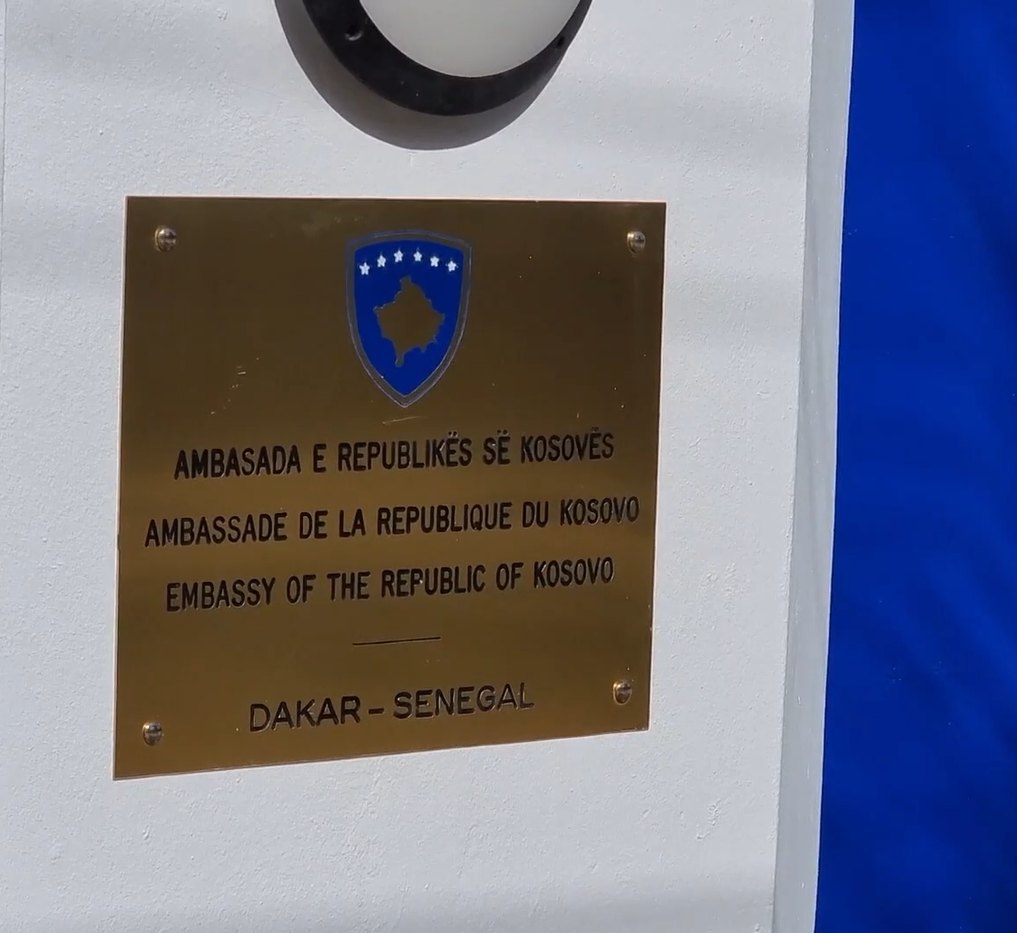 AMBASADA E REPUBLIKËS SË KOSOVËS
AMBASSADE DE LA REPUBLIQUE DU KOSOVO
EMBASSY OF THE REPUBLIC OF KOSOVO
DAKAR – SENEGAL